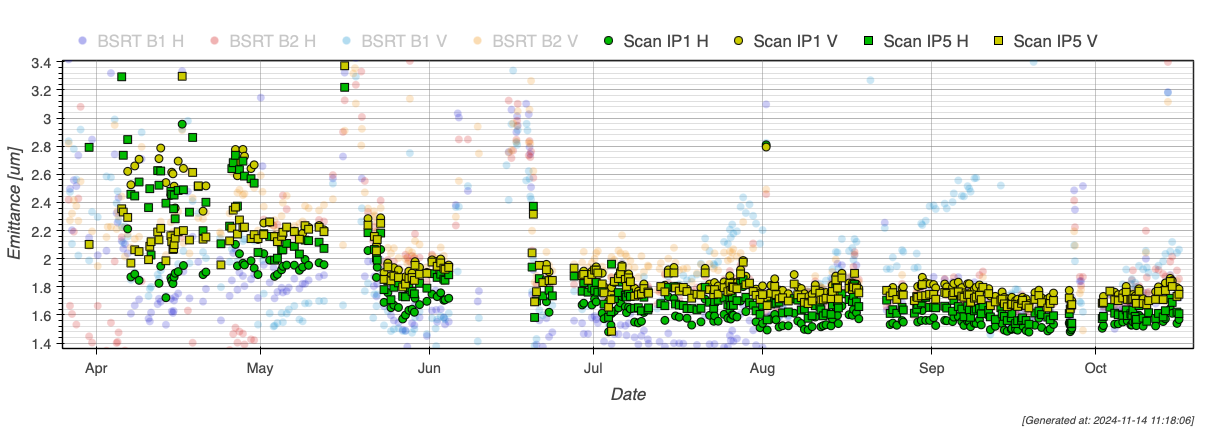 BSRT B1 H BSRT B2 H BSRT B1 V BSRT B2 V Scan IP1 H Scan IP1 V Scan IP5 H Scan IP5 V
3.4
3.2
3
2.8
2.6
2.4
2.2
2
1.8
1.6
1.4
Emittance [um]
Apr May Jun Jul Aug Sep Oct
Date
[Generated at: 2024-11-14 11:18:06]